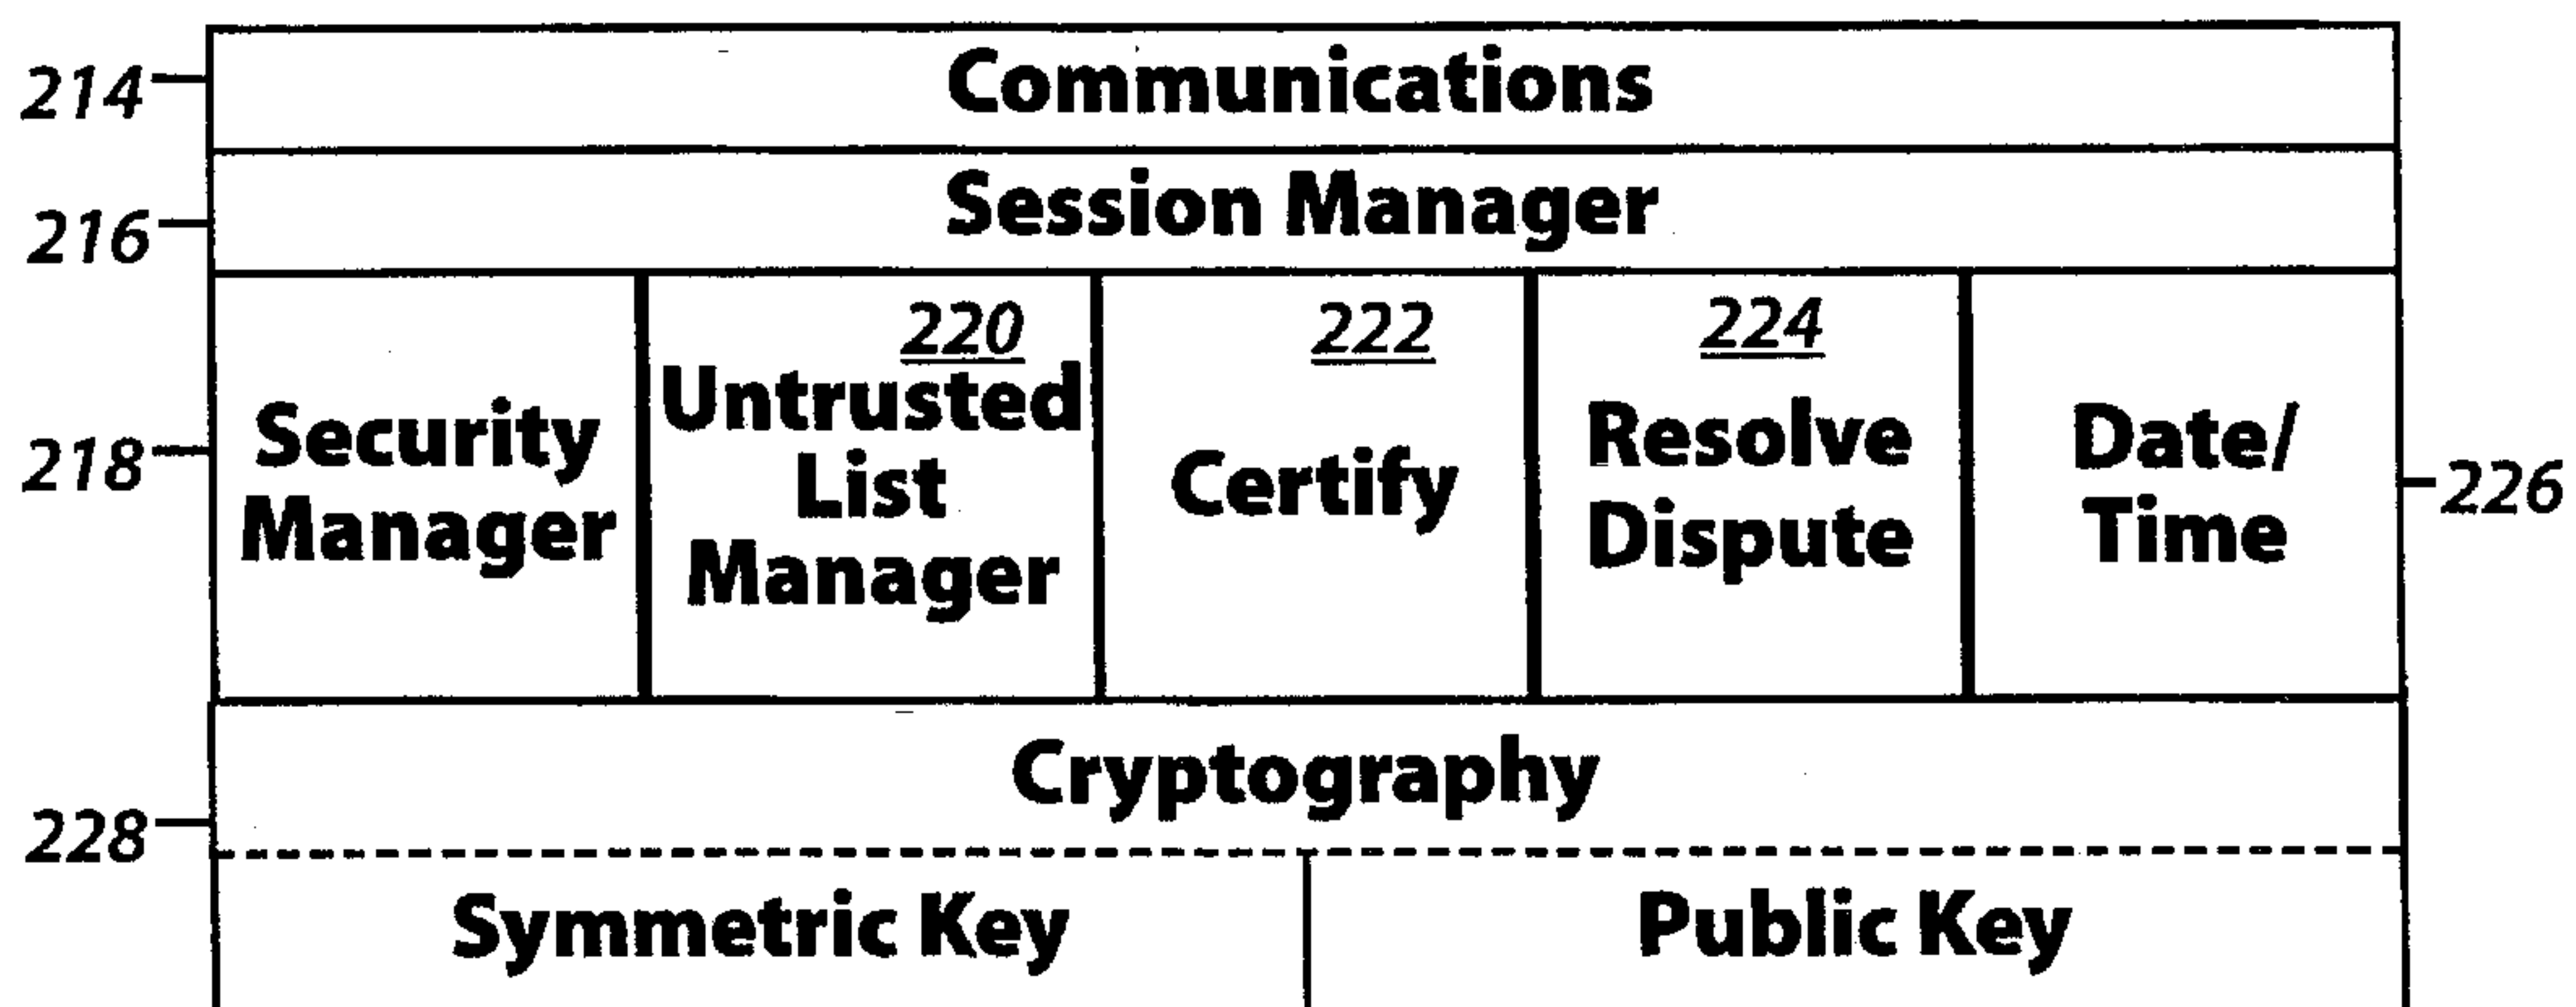 214
Communications
216
Session Manager
218
Security
Manager
220
Untrusted
List
Manager
222
Certify
224
Resolve
Dispute
Date/
Time
226
228
Cryptography
Symmetric Key
Public Key